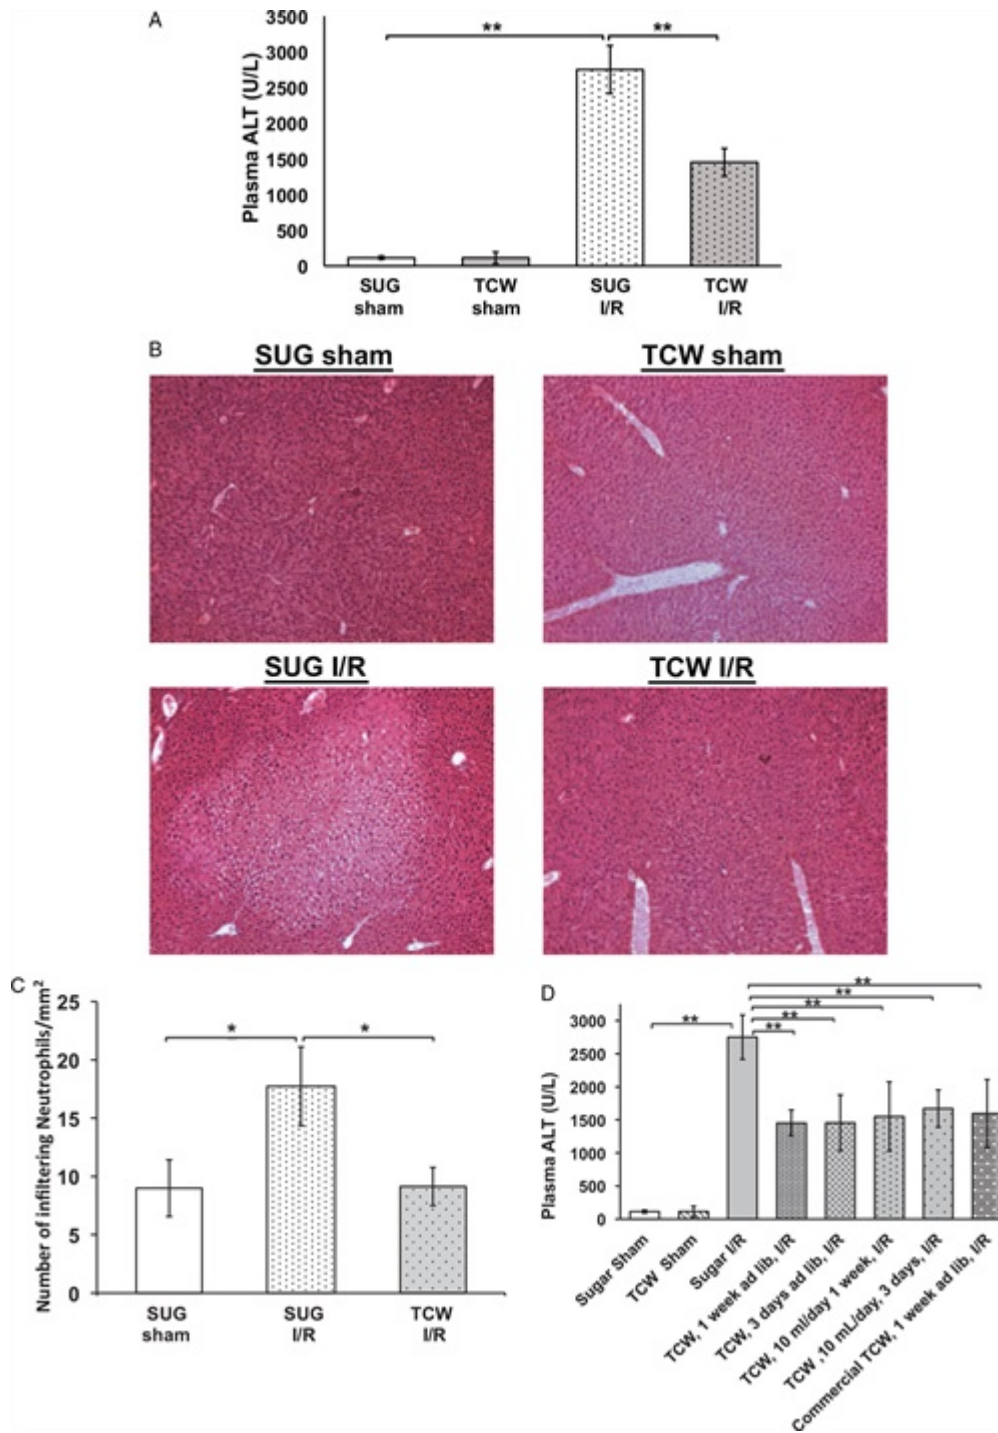 A
Plasma ALT (U/L)
3500
3000
2500
2000
1500
1000
500
0
** **
SUG sham
TCW sham
SUG I/R
TCW I/R
B
SUG sham
TCW sham
SUG I/R
TCW I/R
C
Number of infiltering Neutrophils/mm²
25
20
15
10
5
0
* *
SUG sham
SUG I/R
TCW I/R
D
Plasma ALT (U/L)
3000
2500
2000
1500
1000
500
0
**
**
**
**
**
**
Sugar Sham
TCW Sham
Sugar I/R
TCW, 1 week ad lib, I/R
TCW, 3 days ad lib, I/R
TCW, 10 ml/day 1 week, I/R
TCW ,10 mL/day, 3 days, I/R
Commercial TCW, 1 week ad lib, I/R